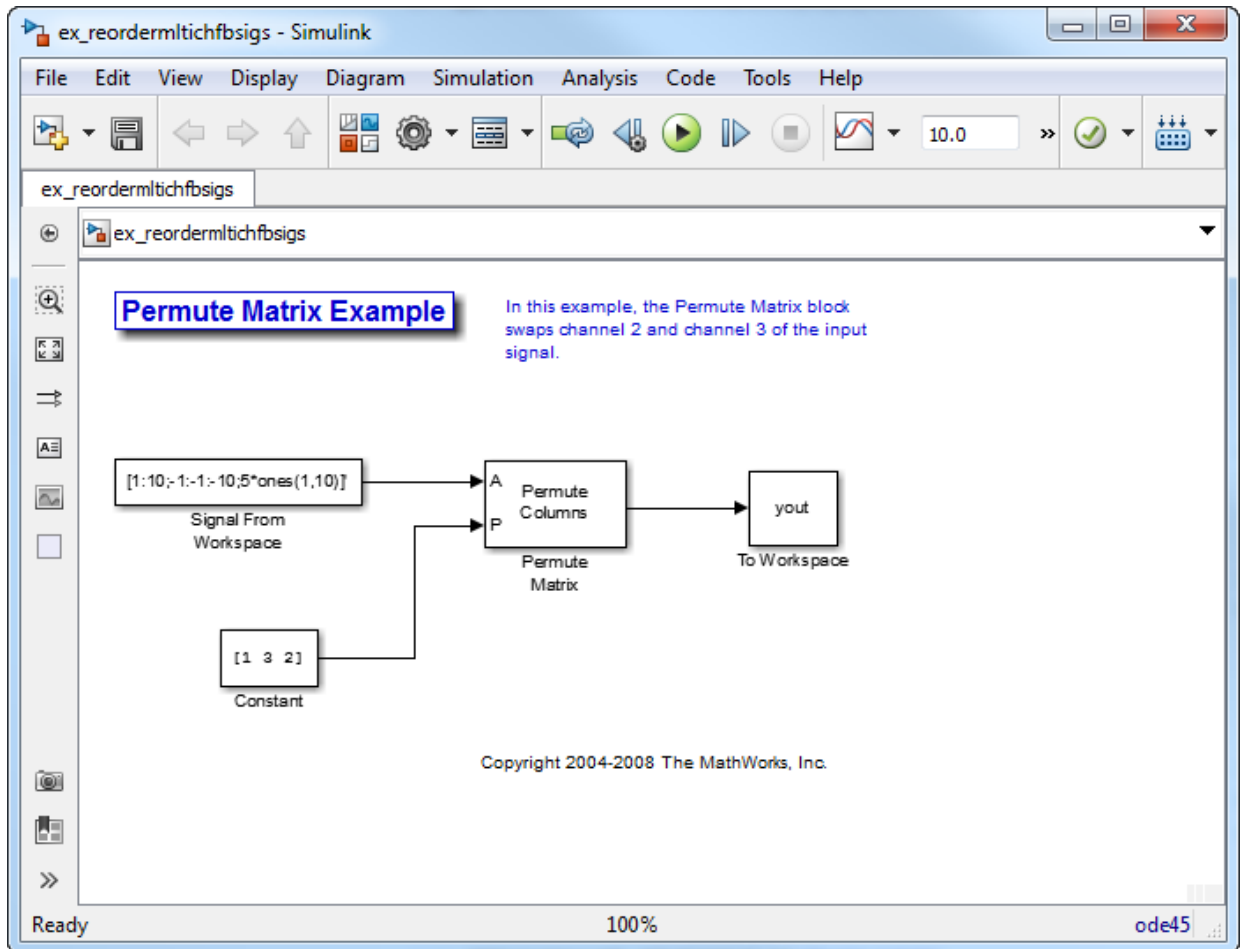 ex_reordermltichfbsigs - Simulink
File Edit View Display Diagram Simulation Analysis Code Tools Help
10.0 »
ex_reordermltichfbsigs
ex_reordermltichfbsigs
Permute Matrix Example
In this example, the Permute Matrix block
swaps channel 2 and channel 3 of the input
signal.
[1:10;-1:-1:-10;5*ones(1,10)]'
Signal From
Workspace
A
P
Permute
Columns
Permute
Matrix
yout
To Workspace
[1 3 2]
Constant
Copyright 2004-2008 The MathWorks, Inc.
Ready 100% ode45